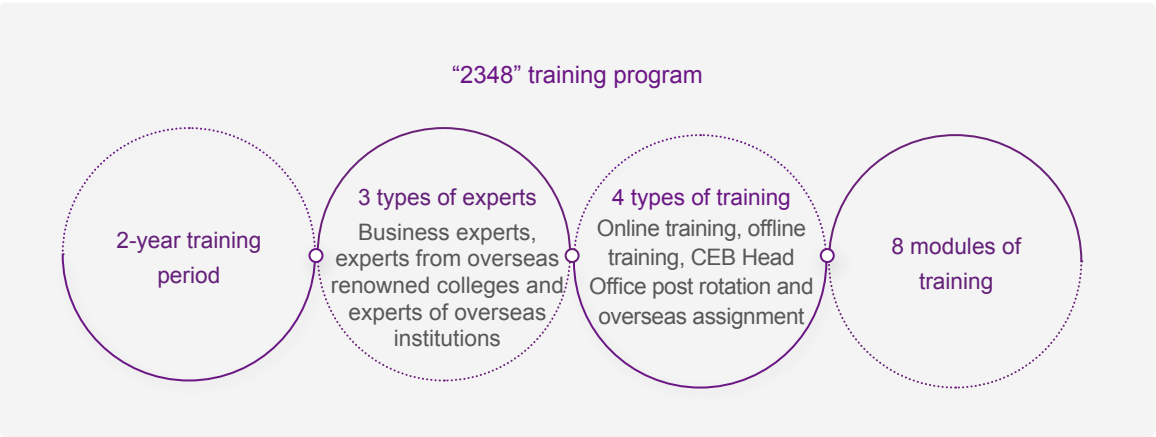 “2348” training program
2-year training
period
3 types of experts
Business experts,
experts from overseas
renowned colleges and
experts of overseas
institutions
4 types of training
Online training, offline
training, CEB Head
Office post rotation and
overseas assignment
8 modules of
training